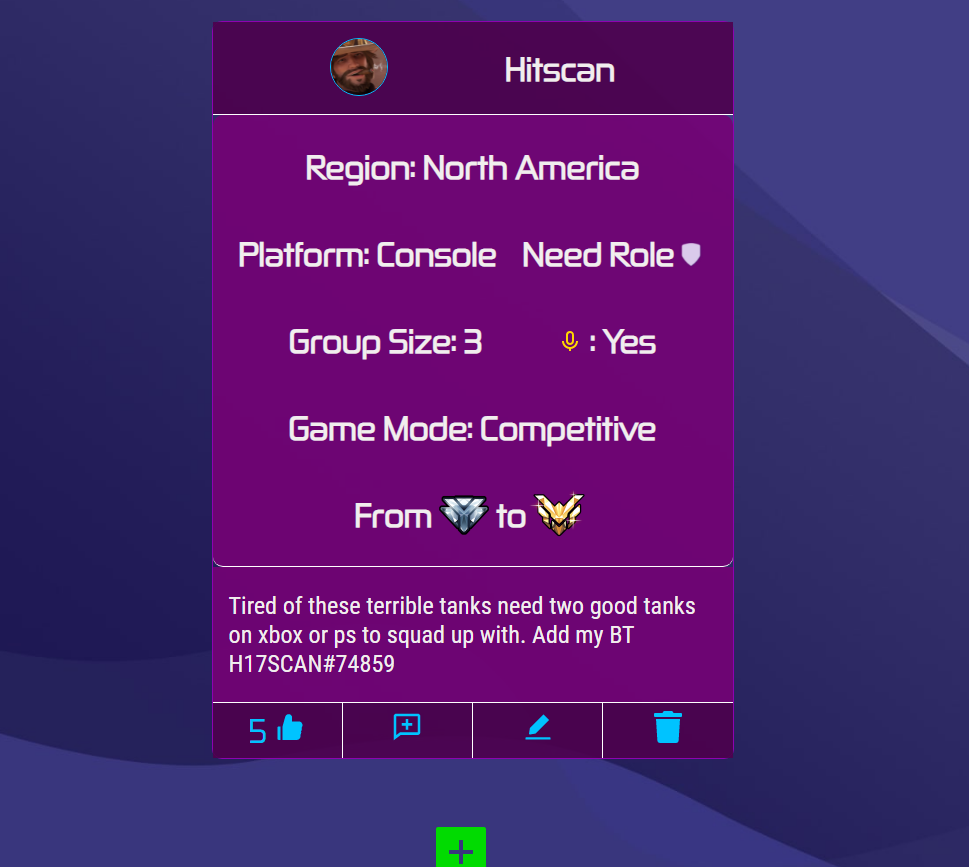 Hitscan
Region: North America
Platform: Console Need Role
Group Size: 3 : Yes
Game Mode: Competitive
From to
Tired of these terrible tanks need two good tanks
on xbox or ps to squad up with. Add my BT
H17SCAN#74859
5